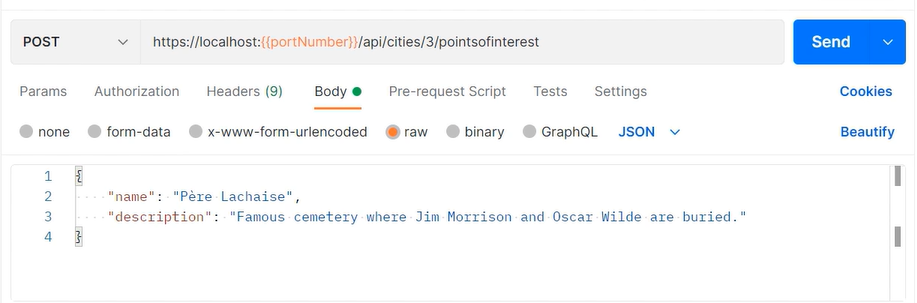 POST https://localhost:{{portNumber}}/api/cities/3/pointsofinterest Send
Params Authorization Headers (9) Body Pre-request Script Tests Settings Cookies
none form-data x-www-form-urlencoded raw binary GraphQL JSON Beautify
1 {
2 "name": "Père Lachaise",
3 "description": "Famous cemetery where Jim Morrison and Oscar Wilde are buried."
4 }